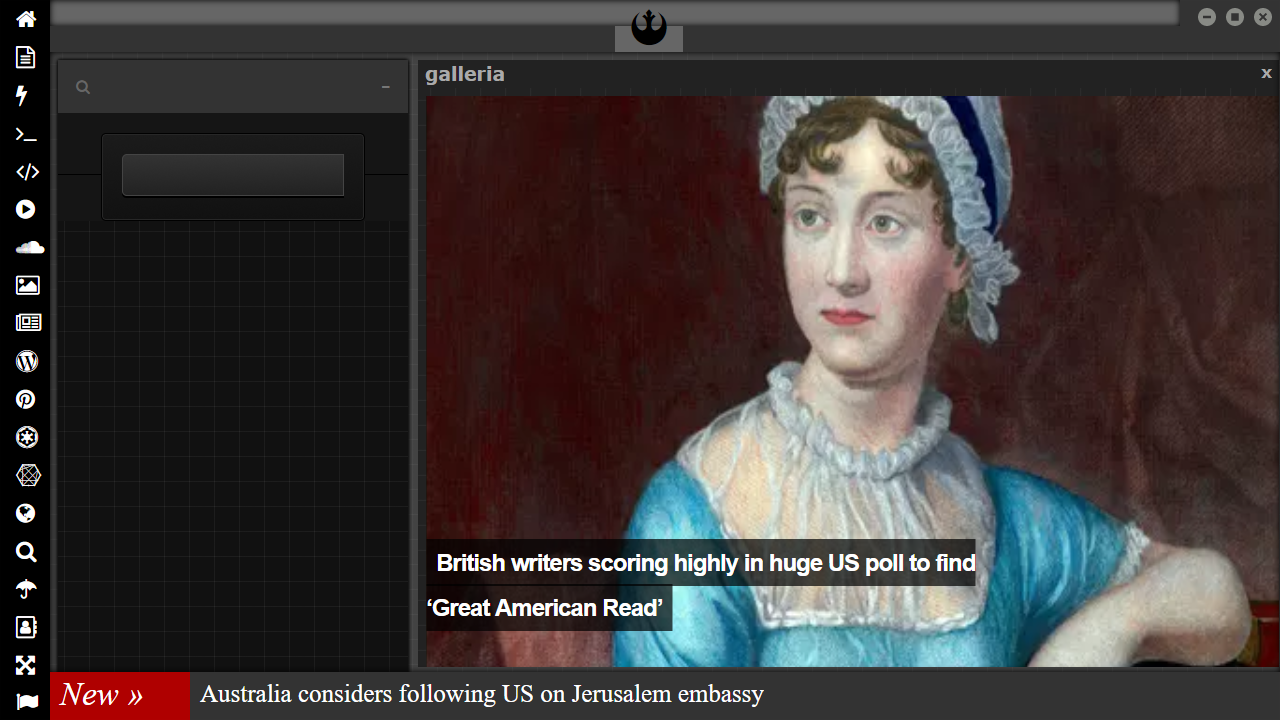 galleria
x
British writers scoring highly in huge US poll to find
‘Great American Read’
New »
Australia considers following US on Jerusalem embassy